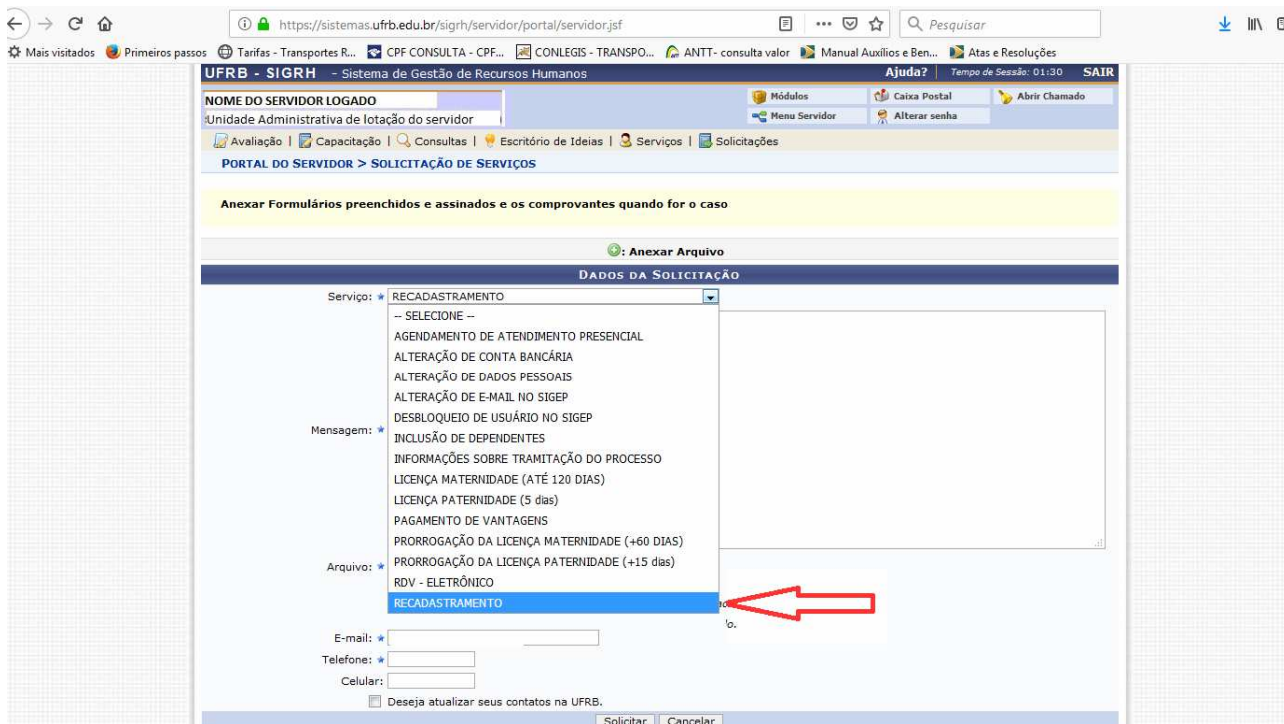 https://sistemas.ufrb.edu.br/sigrh/servidor/portal/servidor.jsf
Pesquisar
Mais visitados Primeiros passos Tarifas - Transportes R... CPF CONSULTA - CPF... CONLEGIS - TRANSPO... ANTT- consulta valor Manual Auxílios e Ben... Atas e Resoluções
UFRB - SIGRH - Sistema de Gestão de Recursos Humanos Ajuda? | Tempo de Sessão: 01:30 SAIR
NOME DO SERVIDOR LOGADO Módulos Caixa Postal Abrir Chamado
Unidade Administrativa de lotação do servidor Menu Servidor Alterar senha
Avaliação | Capacitação | Consultas | Escritório de Ideias | Serviços | Solicitações
PORTAL DO SERVIDOR > SOLICITAÇÃO DE SERVIÇOS
Anexar Formulários preenchidos e assinados e os comprovantes quando for o caso
: Anexar Arquivo
DADOS DA SOLICITAÇÃO
Serviço: RECADASTRAMENTO
-- SELECIONE --
AGENDAMENTO DE ATENDIMENTO PRESENCIAL
ALTERAÇÃO DE CONTA BANCÁRIA
ALTERAÇÃO DE DADOS PESSOAIS
ALTERAÇÃO DE E-MAIL NO SIGEP
DESBLOQUEIO DE USUÁRIO NO SIGEP
Mensagem:
INCLUSÃO DE DEPENDENTES
INFORMAÇÕES SOBRE TRAMITAÇÃO DO PROCESSO
LICENÇA MATERNIDADE (ATÉ 120 DIAS)
LICENÇA PATERNIDADE (5 dias)
PAGAMENTO DE VANTAGENS
PRORROGAÇÃO DA LICENÇA MATERNIDADE (+60 DIAS)
Arquivo: PRORROGAÇÃO DA LICENÇA PATERNIDADE (+15 dias)
RDV - ELETRÔNICO
RECADASTRAMENTO
E-mail:
Telefone:
Celular:
Deseja atualizar seus contatos na UFRB.
Solicitar Cancelar